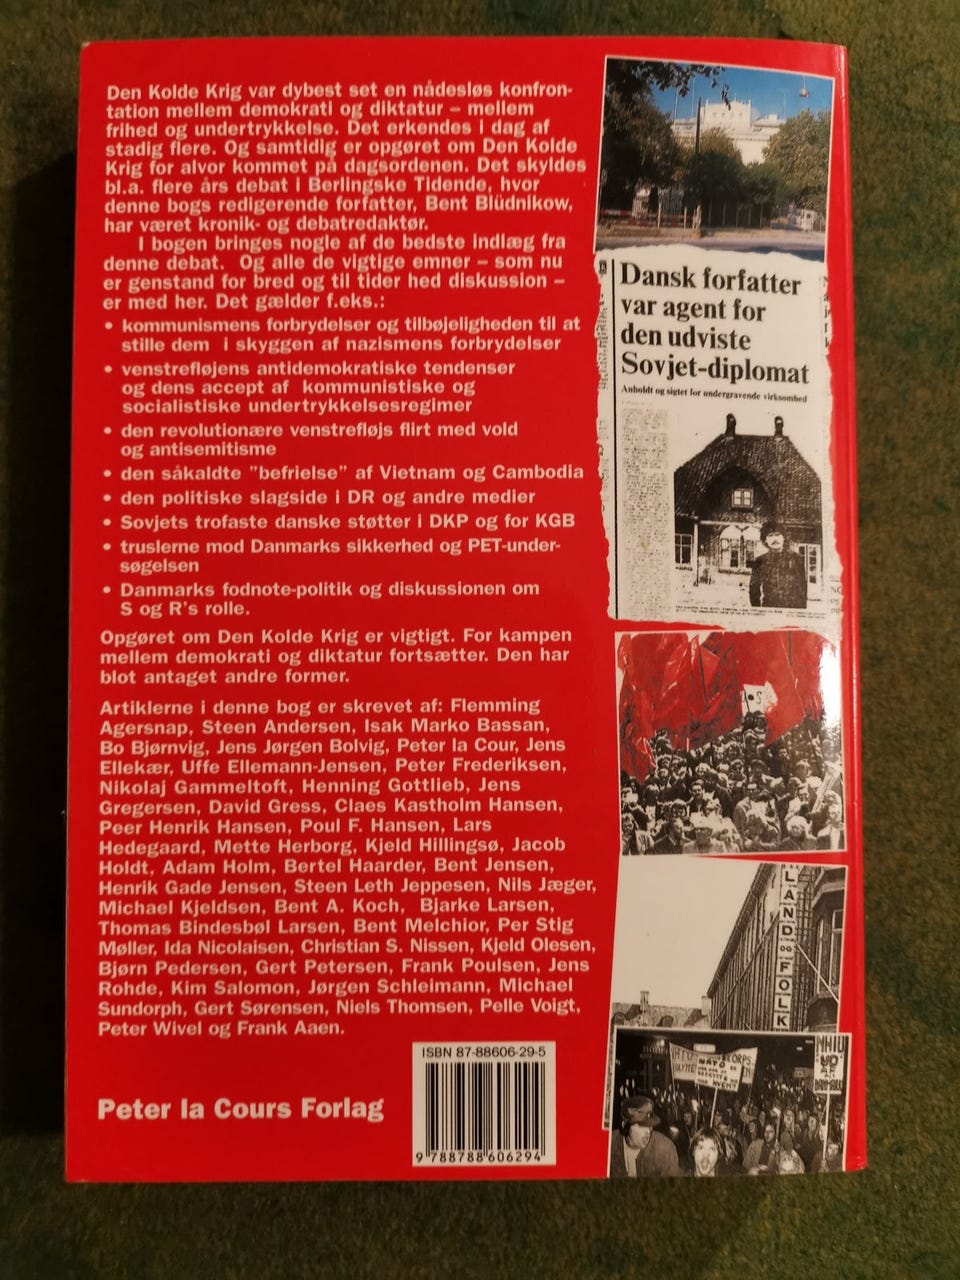 Den Kolde Krig var dybest set en nådesløs konfron-
tation mellem demokrati og diktatur – mellem
frihed og undertrykkelse. Det erkendes i dag af
stadig flere. Og samtidig er opgøret om Den Kolde
Krig for alvor kommet på dagsordenen. Det skyldes
bl.a. flere års debat i Berlingske Tidende, hvor
denne bogs redigerende forfatter, Bent Blüdnikow,
har været kronik- og debatredaktør.
I bogen bringes nogle af de bedste indlæg fra
denne debat. Og alle de vigtige emner – som nu
er genstand for bred og til tider hed diskussion –
er med her. Det gælder f.eks.:
• kommunismens forbrydelser og tilbøjeligheden til at
stille dem i skyggen af nazismens forbrydelser
• venstrefløjens antidemokratiske tendenser
og dens accept af kommunistiske og
socialistiske undertrykkelsesregimer
• den revolutionære venstrefløjs flirt med vold
og antisemitisme
• den såkaldte "befrielse" af Vietnam og Cambodia
• den politiske slagside i DR og andre medier
• Sovjets trofaste danske støtter i DKP og for KGB
• truslerne mod Danmarks sikkerhed og PET-under-
søgelsen
• Danmarks fodnote-politik og diskussionen om
S og R's rolle.
Opgøret om Den Kolde Krig er vigtigt. For kampen
mellem demokrati og diktatur fortsætter. Den har
blot antaget andre former.
Artiklerne i denne bog er skrevet af: Flemming
Agersnap, Steen Andersen, Isak Marko Bassan,
Bo Bjørnvig, Jens Jørgen Bolvig, Peter la Cour, Jens
Ellekær, Uffe Ellemann-Jensen, Peter Frederiksen,
Nikolaj Gammeltoft, Henning Gottlieb, Jens
Gregersen, David Gress, Claes Kastholm Hansen,
Peer Henrik Hansen, Poul F. Hansen, Lars
Hedegaard, Mette Herborg, Kjeld Hillingsø, Jacob
Holdt, Adam Holm, Bertel Haarder, Bent Jensen,
Henrik Gade Jensen, Steen Leth Jeppesen, Nils Jæger,
Michael Kjeldsen, Bent A. Koch, Bjarke Larsen,
Thomas Bindesbøl Larsen, Bent Melchior, Per Stig
Møller, Ida Nicolaisen, Christian S. Nissen, Kjeld Olesen,
Bjørn Pedersen, Gert Petersen, Frank Poulsen, Jens
Rohde, Kim Salomon, Jørgen Schleimann, Michael
Sundorph, Gert Sørensen, Niels Thomsen, Pelle Voigt,
Peter Wivel og Frank Aaen.
Peter la Cours Forlag
ISBN 87-88606-29-5
9 788788 606294
Dansk forfatter
var agent for
den udviste
Sovjet-diplomat
Anholdt og sigtet for undergravende virksomhed
LAND OG FOLK
NATO